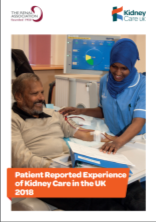 THE RENAL
ASSOCIATION
Kidney
Care UK
Patient Reported Experience
of Kidney Care in the UK
2018